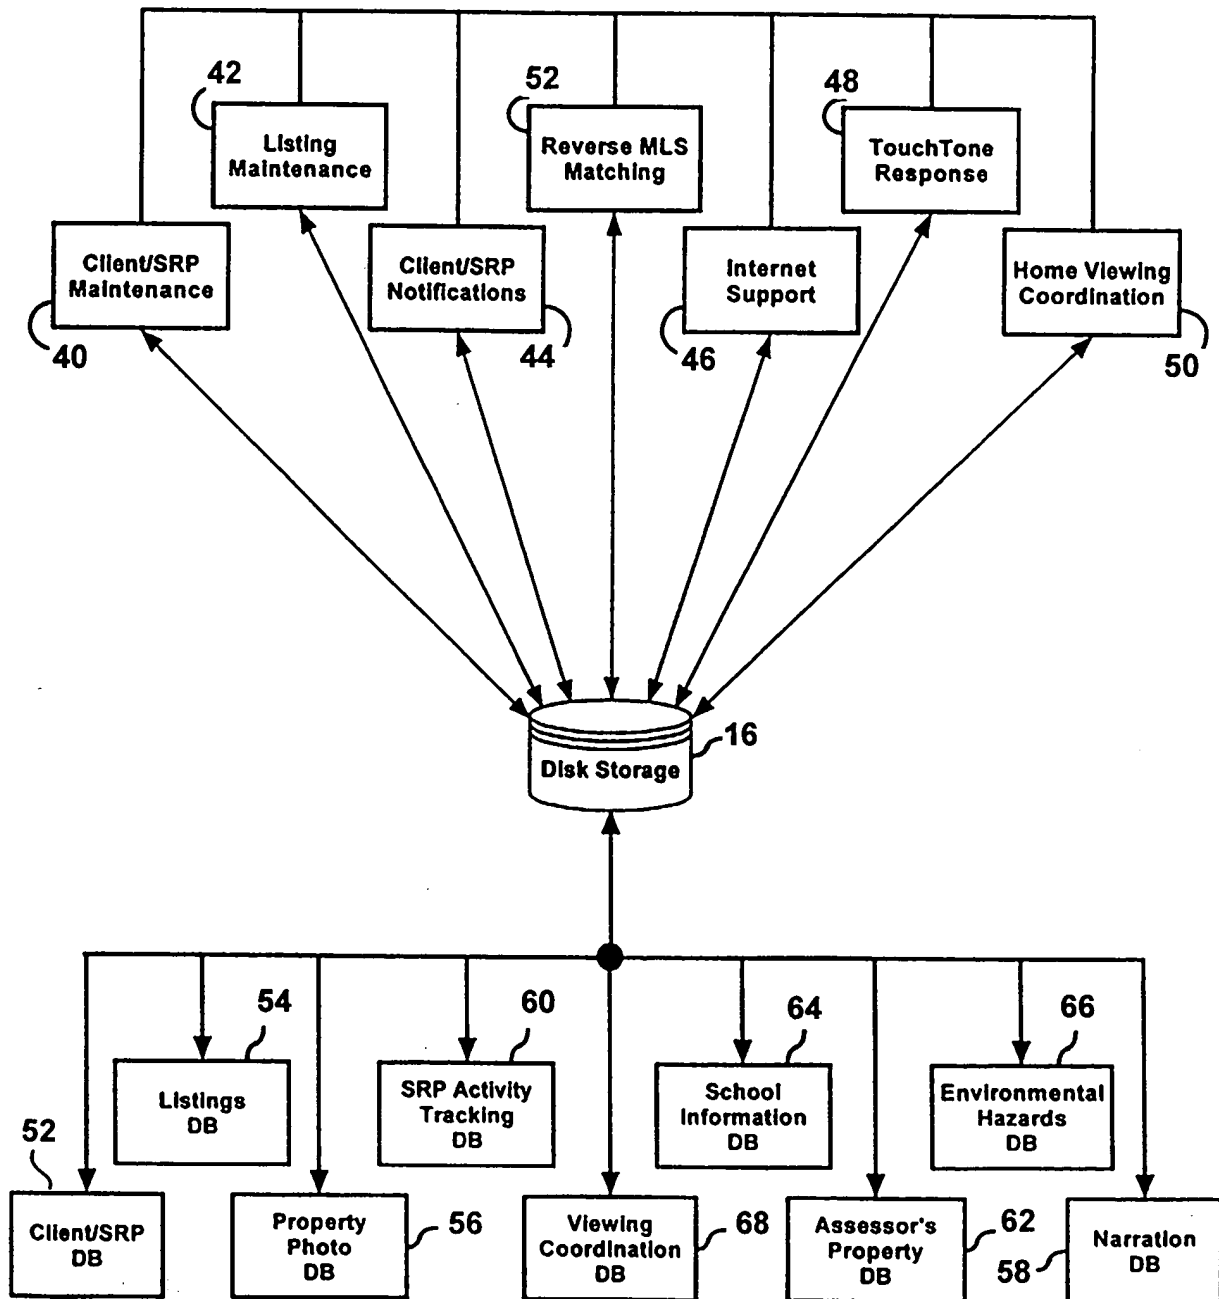 42
Listing
Maintenance
52
Reverse MLS
Matching
48
TouchTone
Response
Client/SRP
Maintenance
40
Client/SRP
Notifications
44
Internet
Support
46
Home Viewing
Coordination
50
Disk Storage
16
54
Listings
DB
60
SRP Activity
Tracking
DB
64
School
Information
DB
66
Environmental
Hazards
DB
52
Client/SRP
DB
Property
Photo
DB
56
Viewing
Coordination
DB
68
Assessor's
Property
DB
62
58
Narration
DB